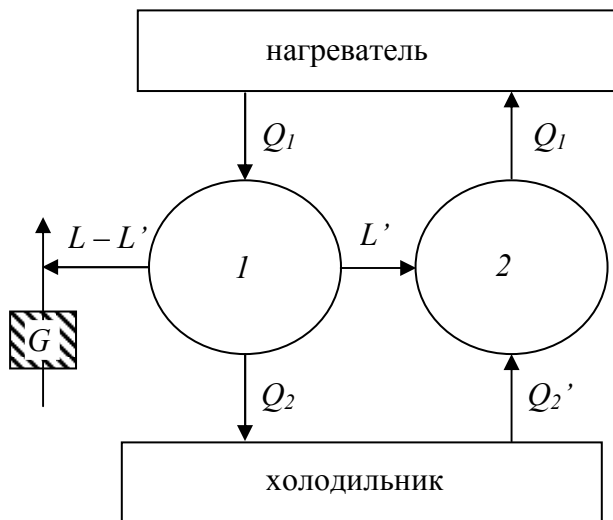 нагреватель
Q1 Q1
L – L’ L’
1 2
G
Q2 Q2’
холодильник